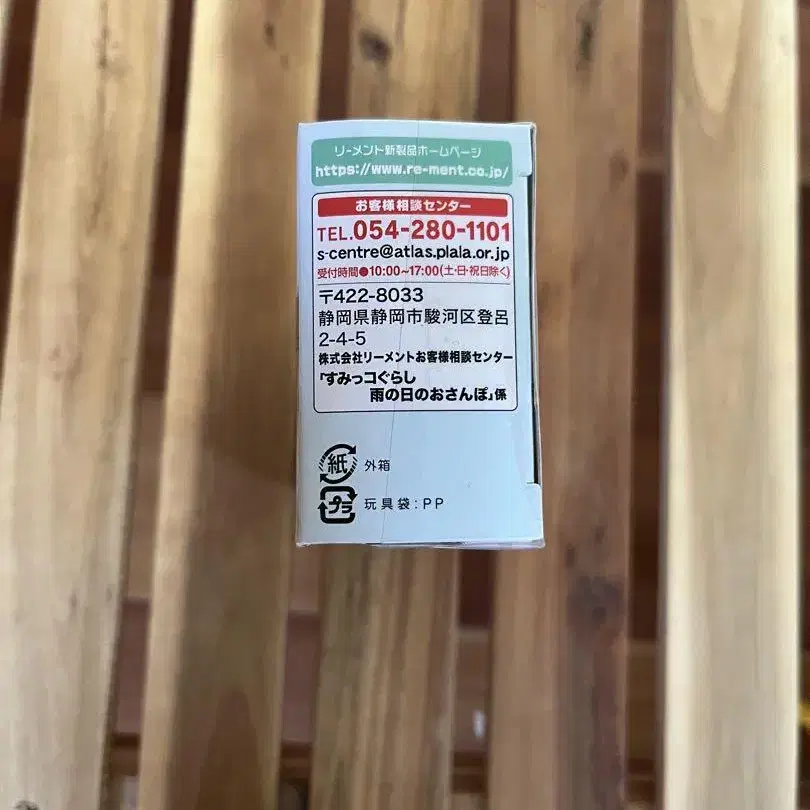 リーメント新製品ホームページ
https://www.re-ment.co.jp/
お客様相談センター
TEL.054-280-1101
s-centre@atlas.plala.or.jp
受付時間●10:00~17:00(土・日・祝日除く)
〒422-8033
静岡県静岡市駿河区登呂
2-4-5
株式会社リーメントお客様相談センター
「すみっコぐらし
雨の日のおさんぽ」係
紙 外箱
プラ 玩具袋:PP